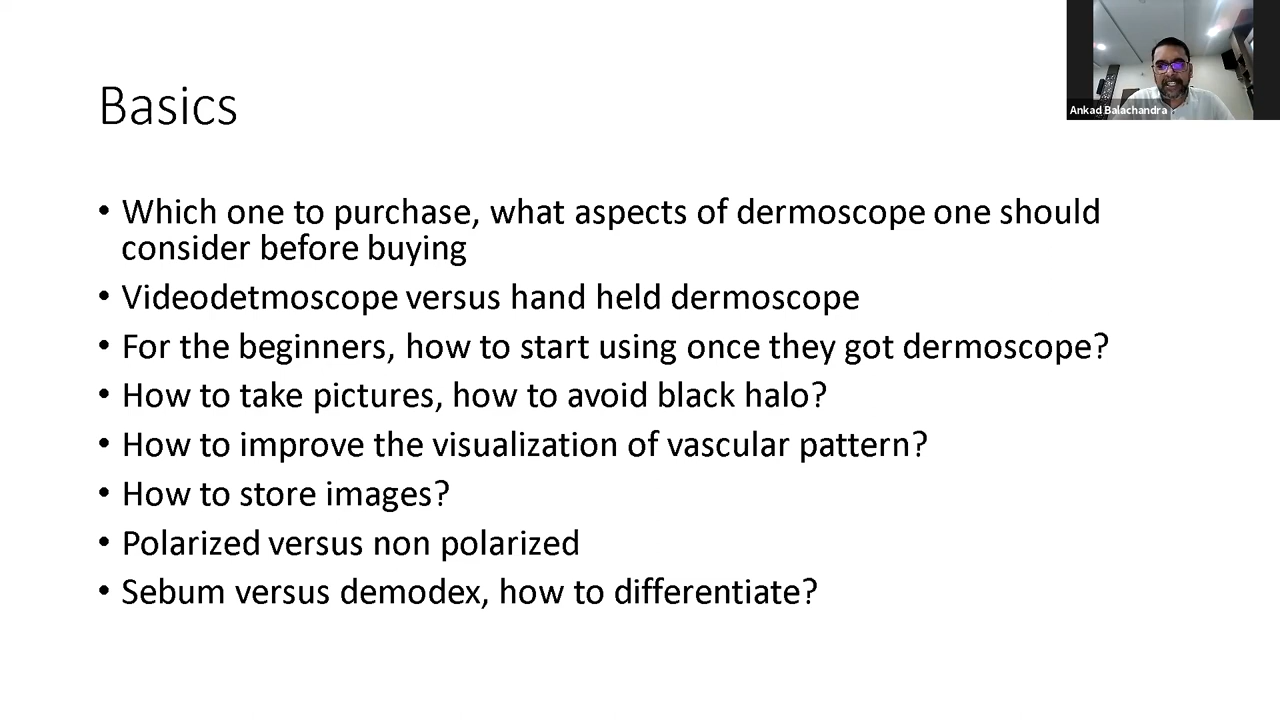 Basics
Ankad Balachandra
• Which one to purchase, what aspects of dermoscope one should
consider before buying
• Videodetmoscope versus hand held dermoscope
• For the beginners, how to start using once they got dermoscope?
• How to take pictures, how to avoid black halo?
• How to improve the visualization of vascular pattern?
• How to store images?
• Polarized versus non polarized
• Sebum versus demodex, how to differentiate?